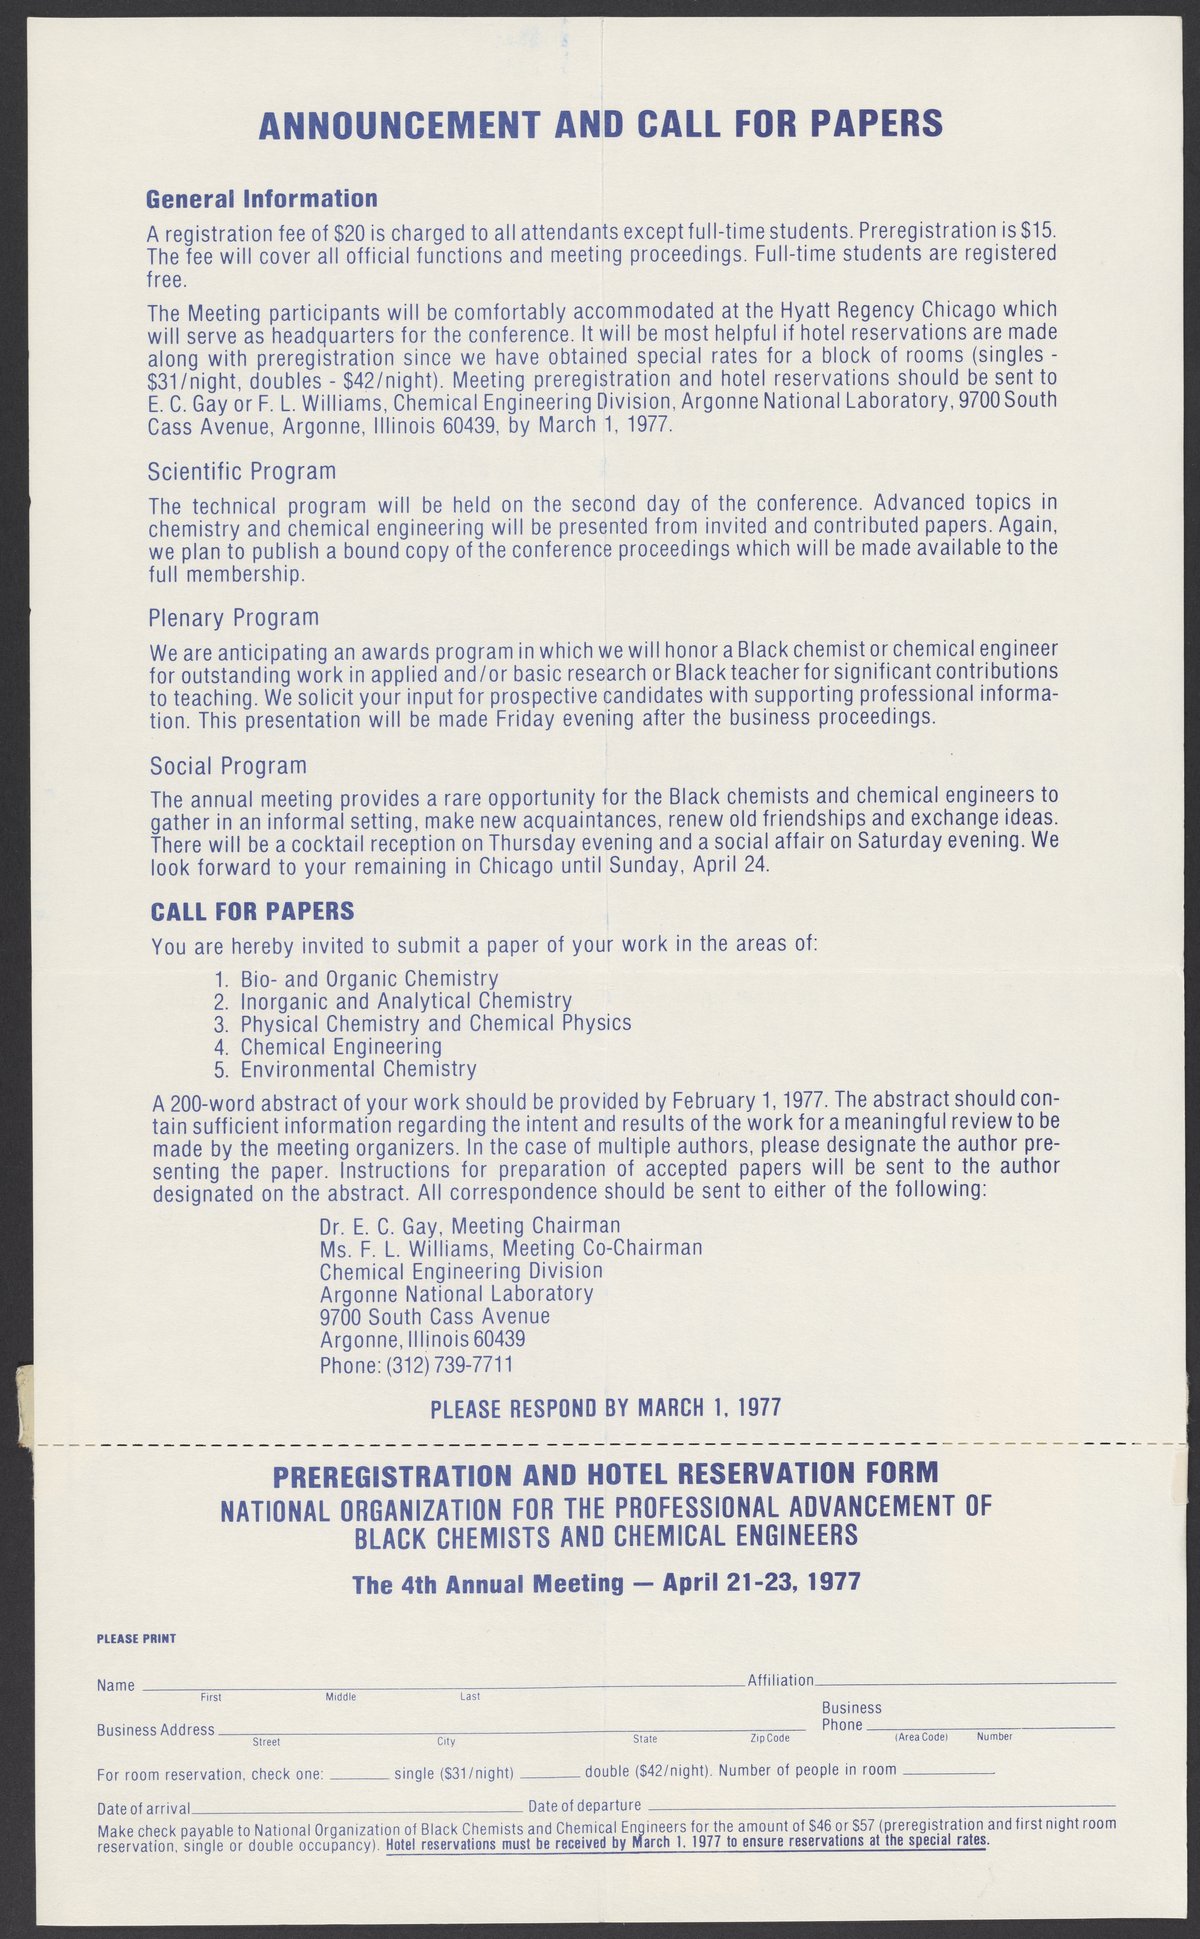 ANNOUNCEMENT AND CALL FOR PAPERS
General Information
A registration fee of $20 is charged to all attendants except full-time students. Preregistration is $15.
The fee will cover all official functions and meeting proceedings. Full-time students are registered
free.
The Meeting participants will be comfortably accommodated at the Hyatt Regency Chicago which
will serve as headquarters for the conference. It will be most helpful if hotel reservations are made
along with preregistration since we have obtained special rates for a block of rooms (singles -
$31/night, doubles - $42/night). Meeting preregistration and hotel reservations should be sent to
E. C. Gay or F. L. Williams, Chemical Engineering Division, Argonne National Laboratory, 9700 South
Cass Avenue, Argonne, Illinois 60439, by March 1, 1977.
Scientific Program
The technical program will be held on the second day of the conference. Advanced topics in
chemistry and chemical engineering will be presented from invited and contributed papers. Again,
we plan to publish a bound copy of the conference proceedings which will be made available to the
full membership.
Plenary Program
We are anticipating an awards program in which we will honor a Black chemist or chemical engineer
for outstanding work in applied and/or basic research or Black teacher for significant contributions
to teaching. We solicit your input for prospective candidates with supporting professional informa-
tion. This presentation will be made Friday evening after the business proceedings.
Social Program
The annual meeting provides a rare opportunity for the Black chemists and chemical engineers to
gather in an informal setting, make new acquaintances, renew old friendships and exchange ideas.
There will be a cocktail reception on Thursday evening and a social affair on Saturday evening. We
look forward to your remaining in Chicago until Sunday, April 24.
CALL FOR PAPERS
You are hereby invited to submit a paper of your work in the areas of:
1. Bio- and Organic Chemistry
2. Inorganic and Analytical Chemistry
3. Physical Chemistry and Chemical Physics
4. Chemical Engineering
5. Environmental Chemistry
A 200-word abstract of your work should be provided by February 1, 1977. The abstract should con-
tain sufficient information regarding the intent and results of the work for a meaningful review to be
made by the meeting organizers. In the case of multiple authors, please designate the author pre-
senting the paper. Instructions for preparation of accepted papers will be sent to the author
designated on the abstract. All correspondence should be sent to either of the following:
Dr. E. C. Gay, Meeting Chairman
Ms. F. L. Williams, Meeting Co-Chairman
Chemical Engineering Division
Argonne National Laboratory
9700 South Cass Avenue
Argonne, Illinois 60439
Phone: (312) 739-7711
PLEASE RESPOND BY MARCH 1, 1977
PREREGISTRATION AND HOTEL RESERVATION FORM
NATIONAL ORGANIZATION FOR THE PROFESSIONAL ADVANCEMENT OF
BLACK CHEMISTS AND CHEMICAL ENGINEERS
The 4th Annual Meeting — April 21-23, 1977
PLEASE PRINT
Name Affiliation
First Middle Last
Business Address Business Phone
Street City State Zip Code (Area Code) Number
For room reservation, check one: single ($31/night) double ($42/night). Number of people in room
Date of arrival Date of departure
Make check payable to National Organization of Black Chemists and Chemical Engineers for the amount of $46 or $57 (preregistration and first night room
reservation, single or double occupancy). Hotel reservations must be received by March 1, 1977 to ensure reservations at the special rates.